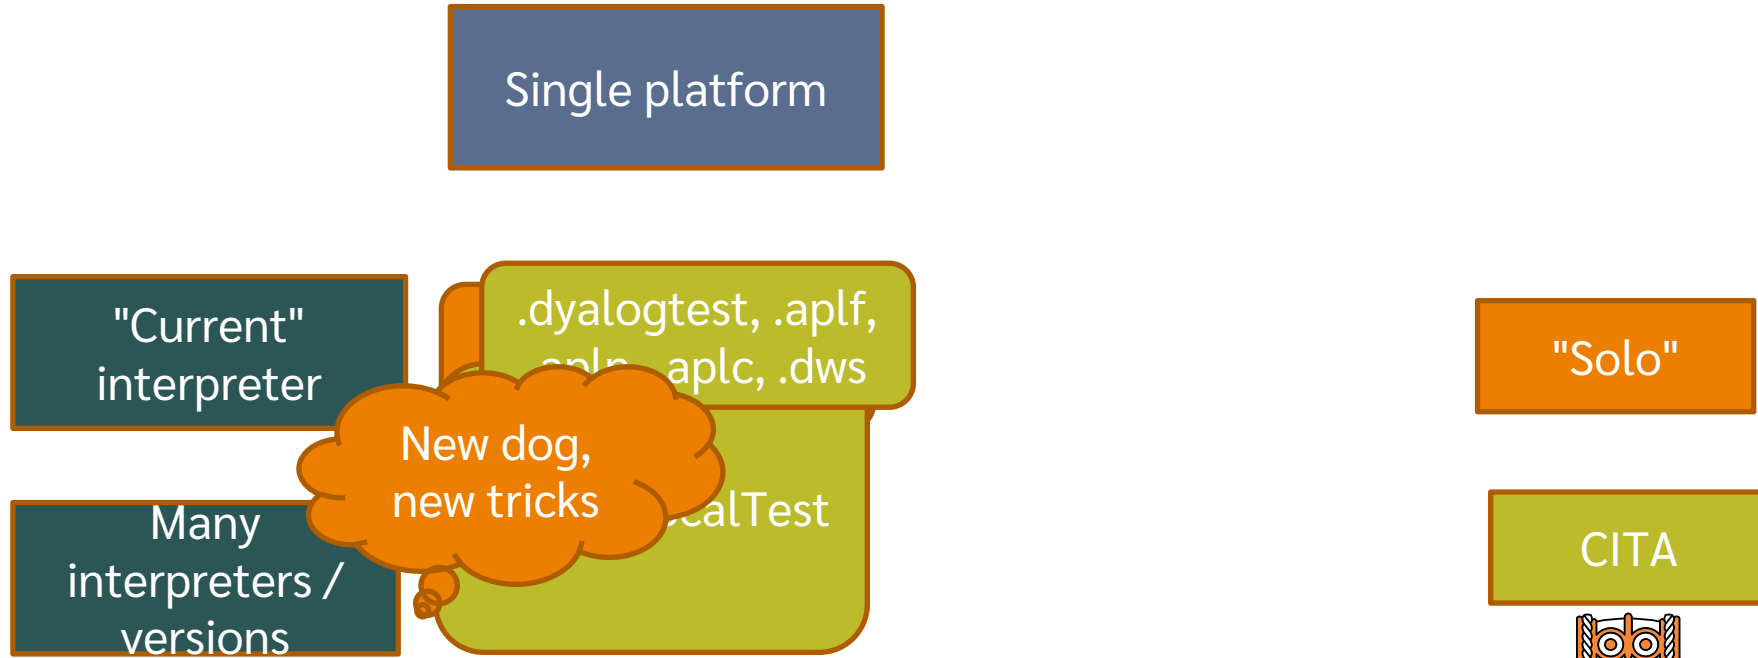 Single platform
"Current"
interpreter
.dyalogtest, .aplf,
aplc, .dws
New dog,
new tricks
calTest
Many
interpreters /
versions
"Solo"
CITA